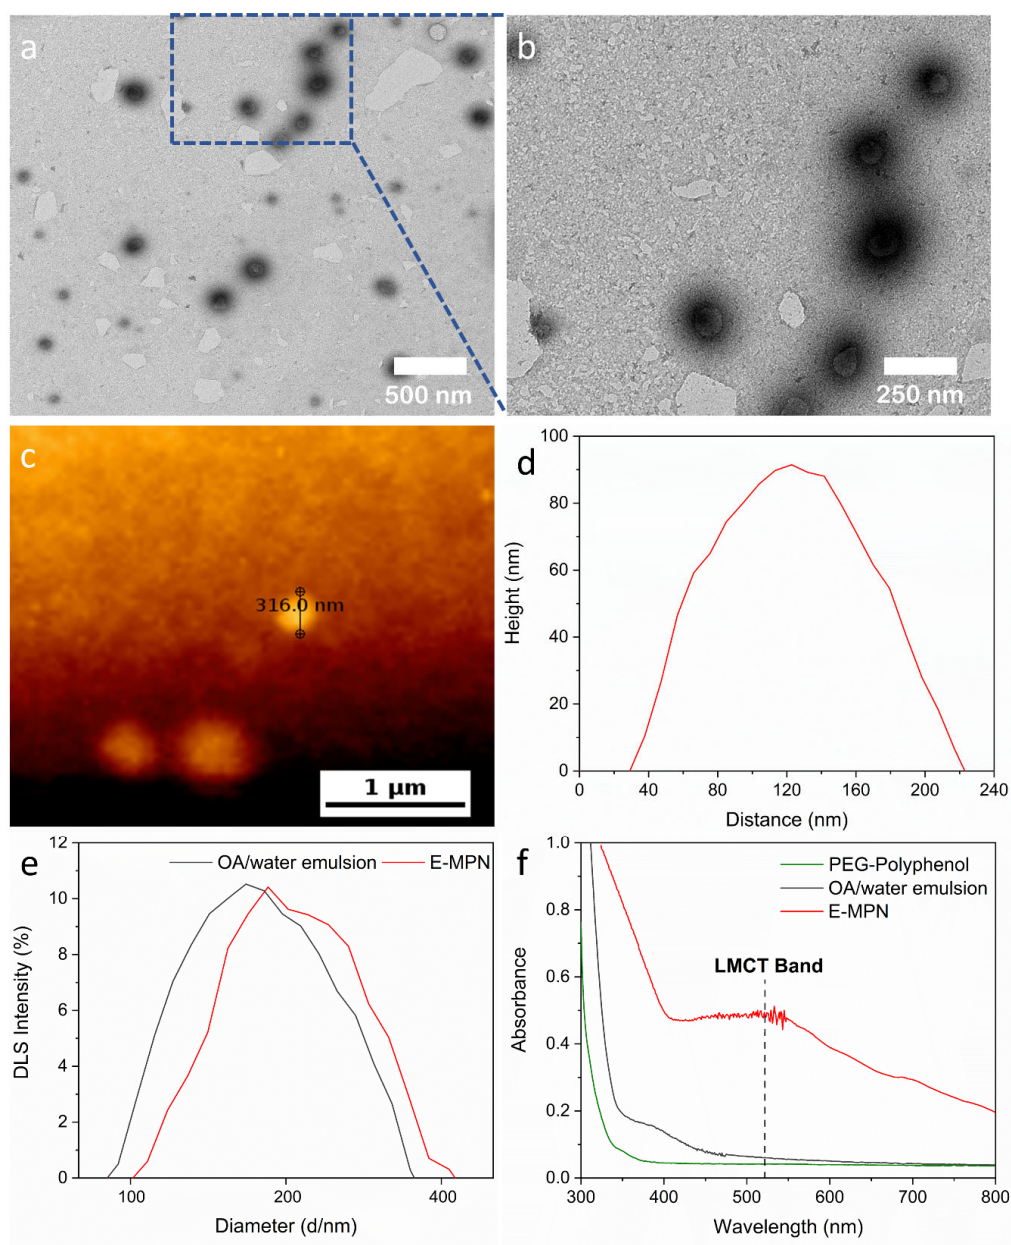 a
500 nm
b
250 nm
c
316.0 nm
1 µm
d
100
80
60
40
20
0
Height (nm)
0 40 80 120 160 200 240
Distance (nm)
e
OA/water emulsion E-MPN
12
10
8
6
4
2
0
DLS Intensity (%)
100 200 400
Diameter (d/nm)
f
PEG-Polyphenol
OA/water emulsion
E-MPN
LMCT Band
1.0
0.8
0.6
0.4
0.2
0.0
Absorbance
300 400 500 600 700 800
Wavelength (nm)